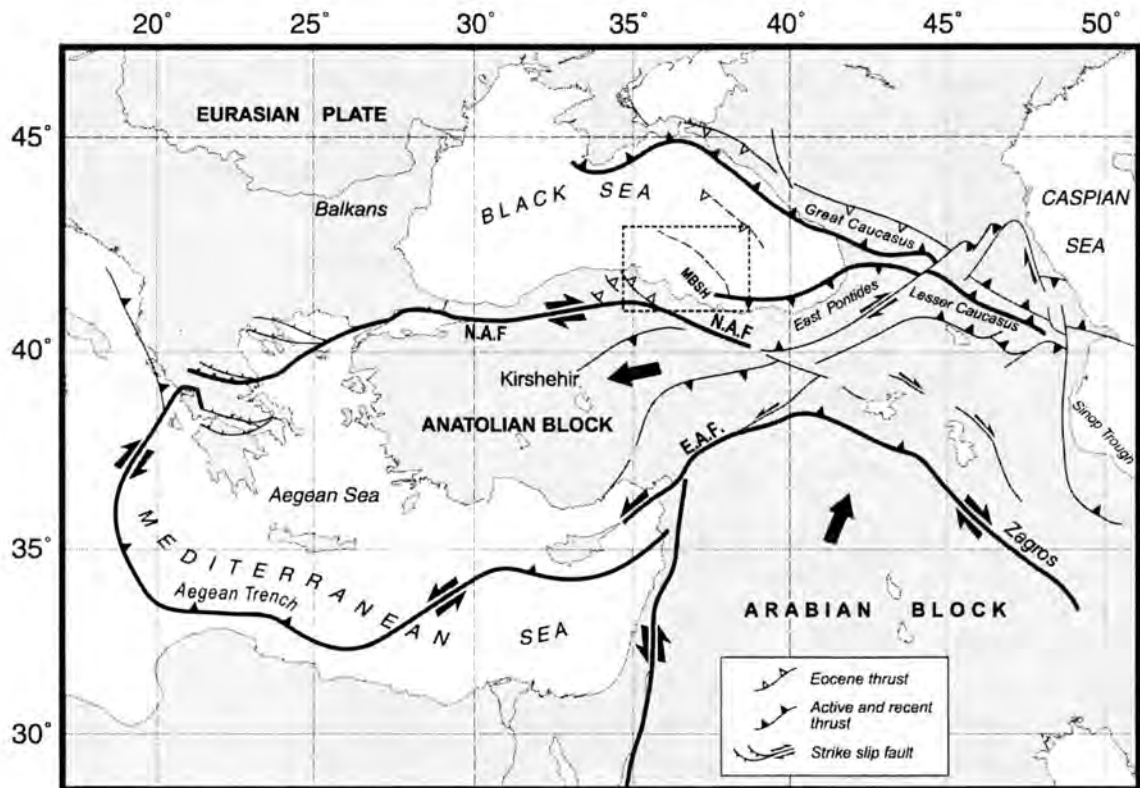 20° 25° 30° 35° 40° 45° 50°
EURASIAN PLATE
45°
Balkans
BLACK SEA
Great Caucasus
CASPIAN
SEA
MBSH
East Pontides
Lesser Caucasus
N.A.F
N.A.F
40°
Kirshehir
ANATOLIAN BLOCK
E.A.F.
Sinop Trough
Aegean Sea
Zagros
35°
MEDITERRANEAN
SEA
Aegean Trench
ARABIAN BLOCK
30°
Eocene thrust
Active and recent
thrust
Strike slip fault